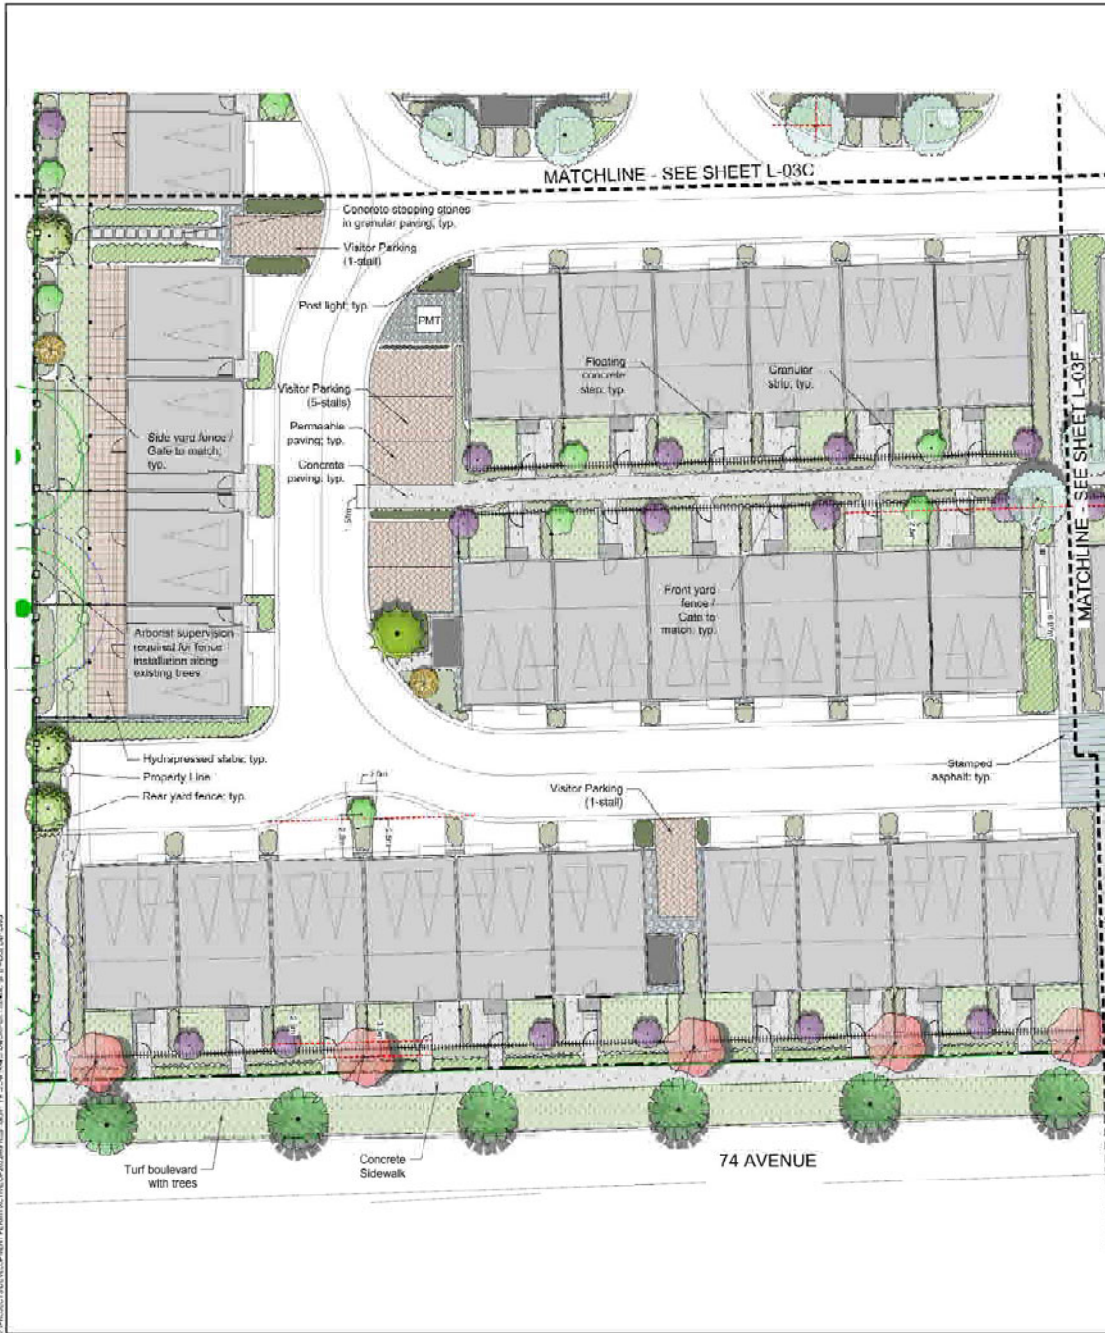 MATCHLINE - SEE SHEET L-03C
Concrete stepping stones
in granular paving; typ.
Visitor Parking
(1-stall)
Post light; typ.
PMT
Floating
concrete
step; typ.
Granular
strip; typ.
MATCHLINE - SEE SHEET L-03F
Visitor Parking
(5-stalls)
Permeable
paving; typ.
Concrete
paving; typ.
Side yard fence /
Gate to match;
typ.
Front yard
fence /
Gate to
match; typ.
Arborist supervision
required for fence
installation along
existing trees
Hydrapressed slabs; typ.
Property Line
Rear yard fence; typ.
2.0m
Visitor Parking
(1-stall)
Stamped
asphalt; typ.
Turf boulevard
with trees
Concrete
Sidewalk
74 AVENUE